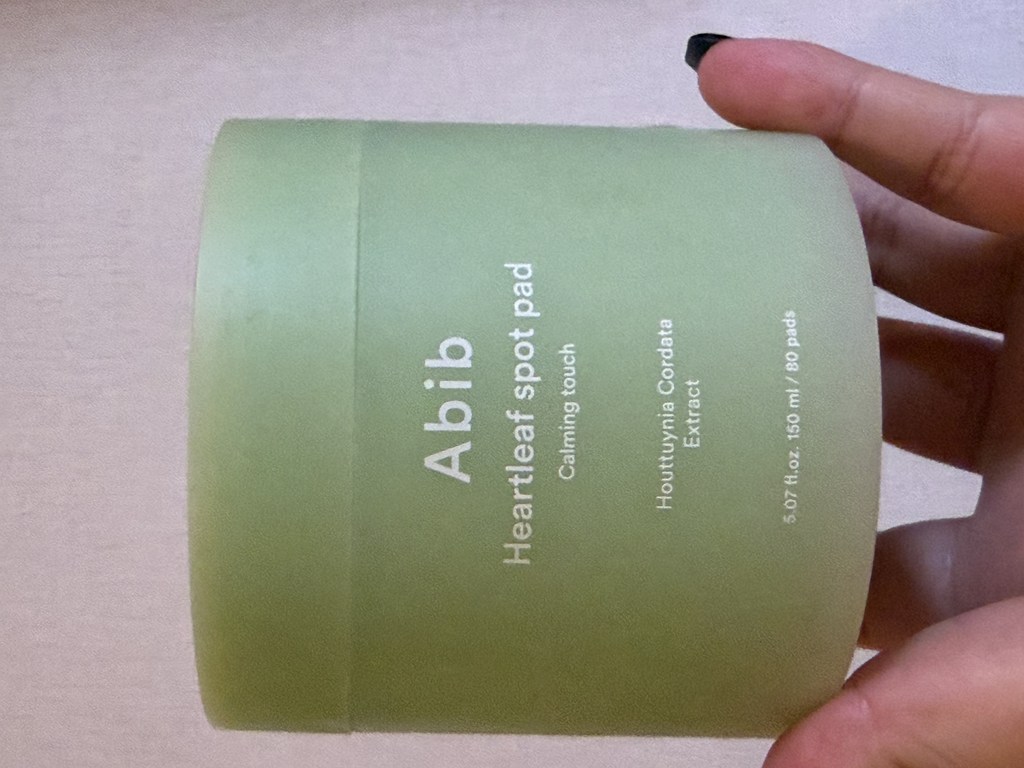 Abib
Heartleaf spot pad
Calming touch
Houttuynia Cordata
Extract
5.07 fl.oz. 150 ml / 80 pads